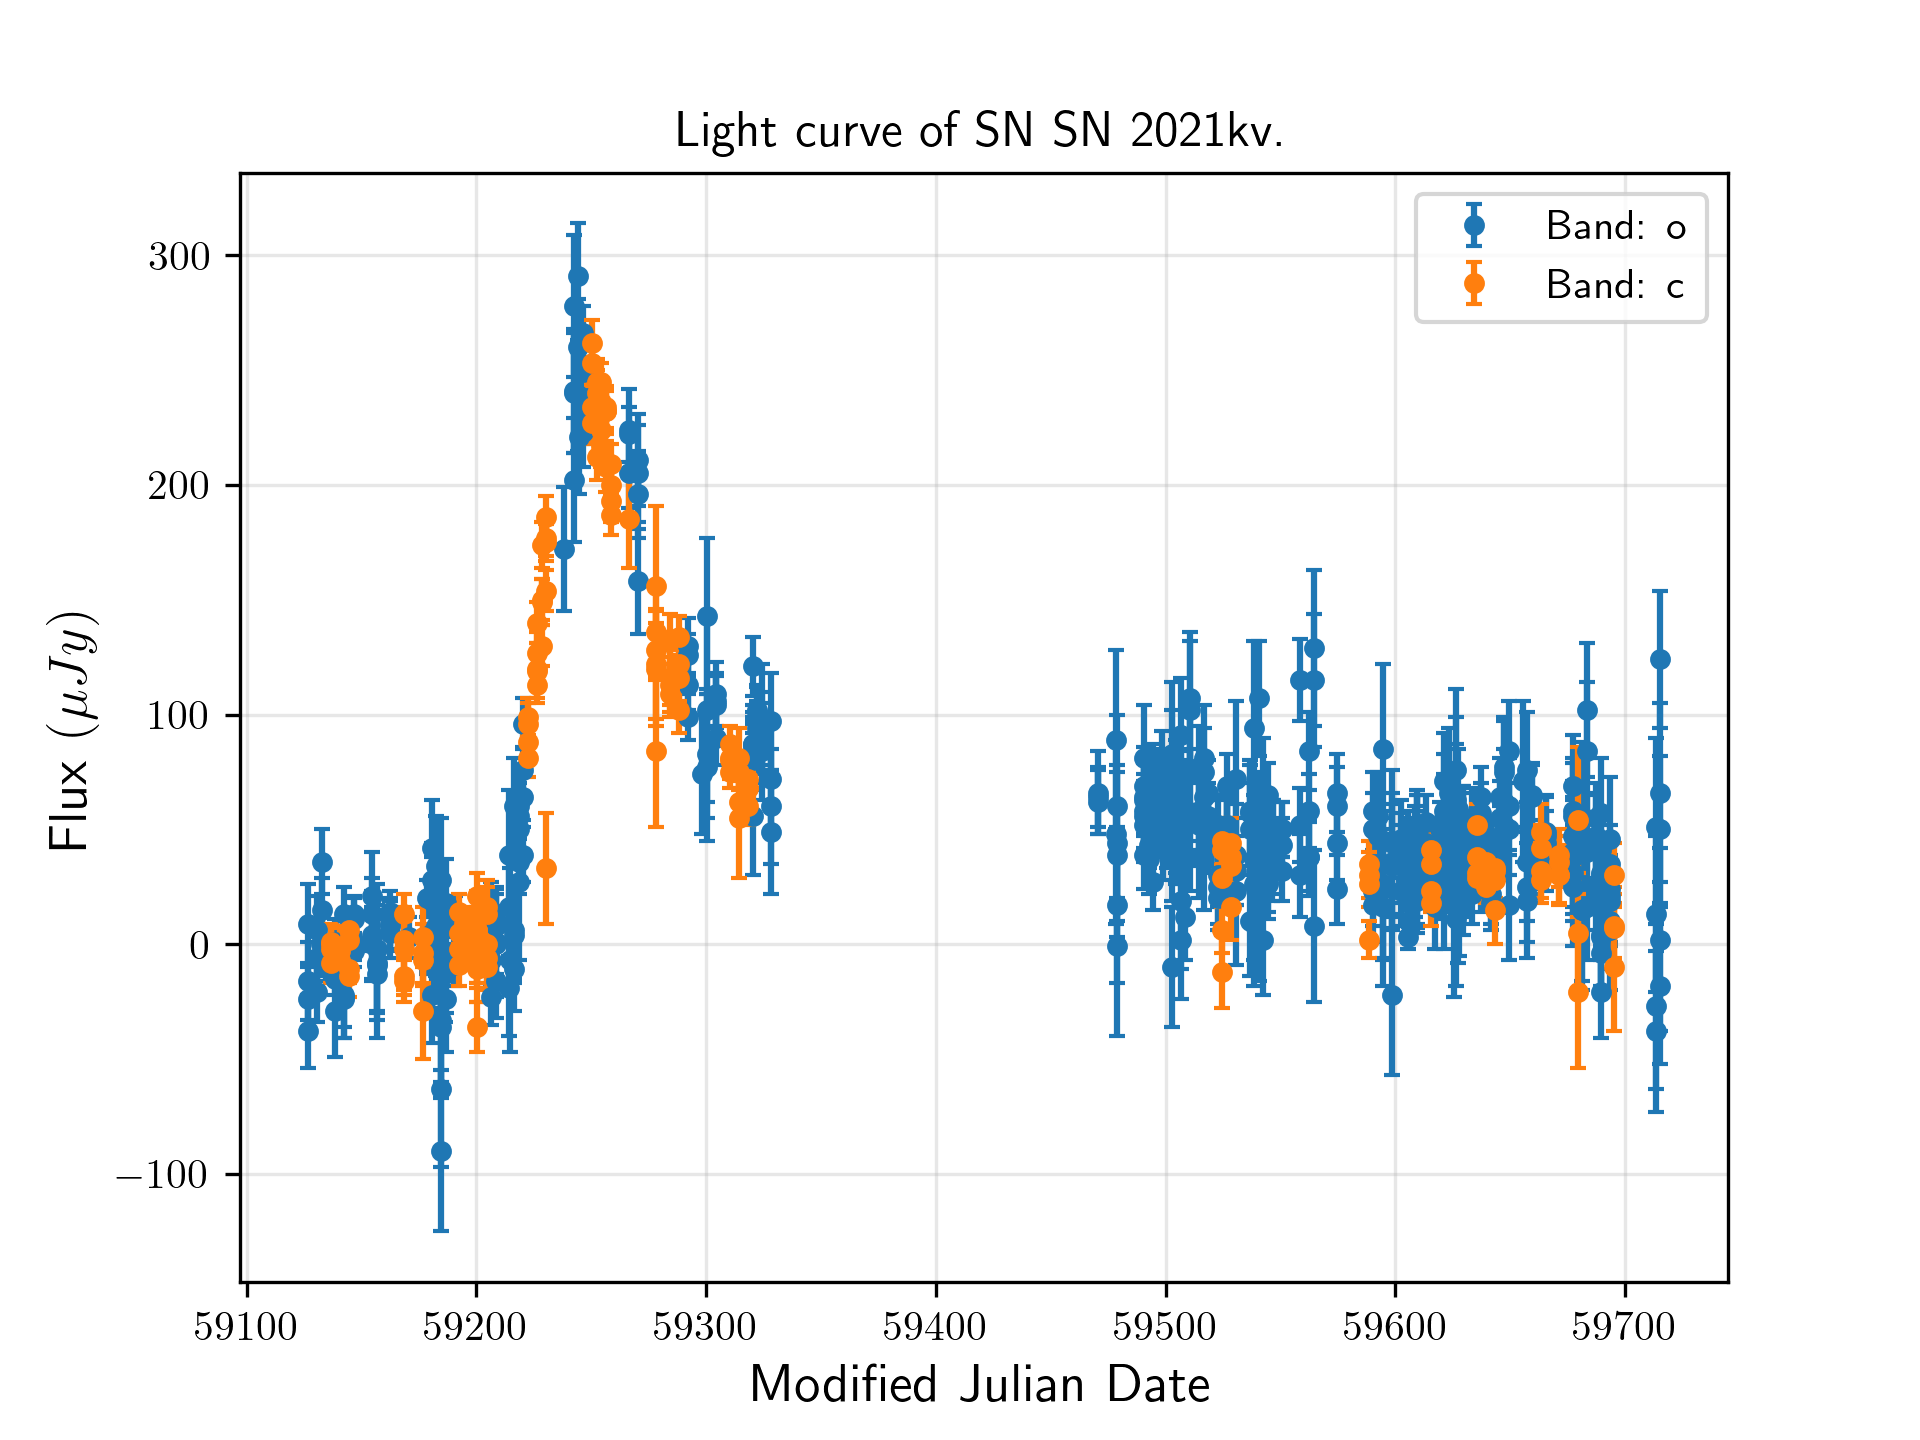 Light curve of SN SN 2021kv.
Band: o
Band: c
300
200
100
0
−100
Flux (μJy)
59100 59200 59300 59400 59500 59600 59700
Modified Julian Date